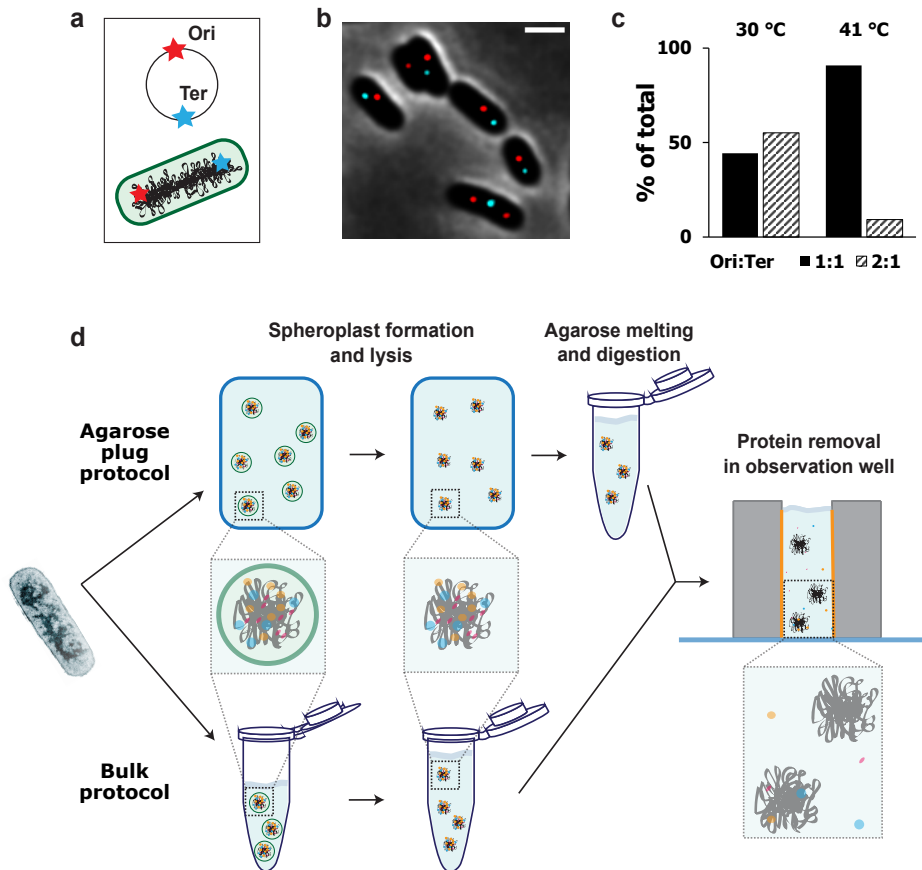 a
Ori
Ter
b
c
30 °C
41 °C
100
50
0
% of total
Ori:Ter
1:1
2:1
d
Spheroplast formation
and lysis
Agarose melting
and digestion
Agarose
plug
protocol
Protein removal
in observation well
Bulk
protocol